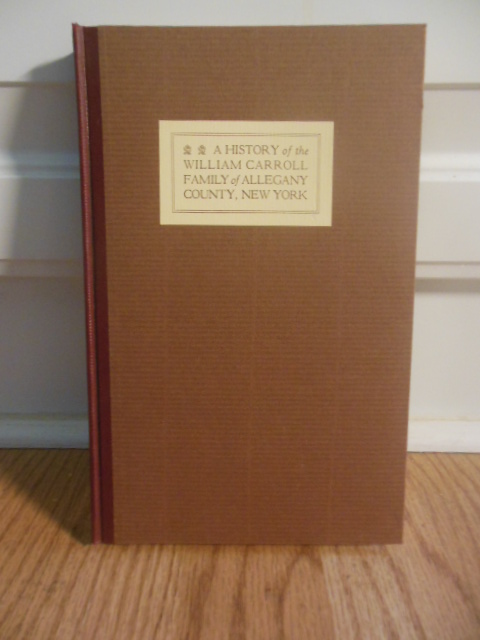 A HISTORY of the
WILLIAM CARROLL
FAMILY of ALLEGANY
COUNTY, NEW YORK